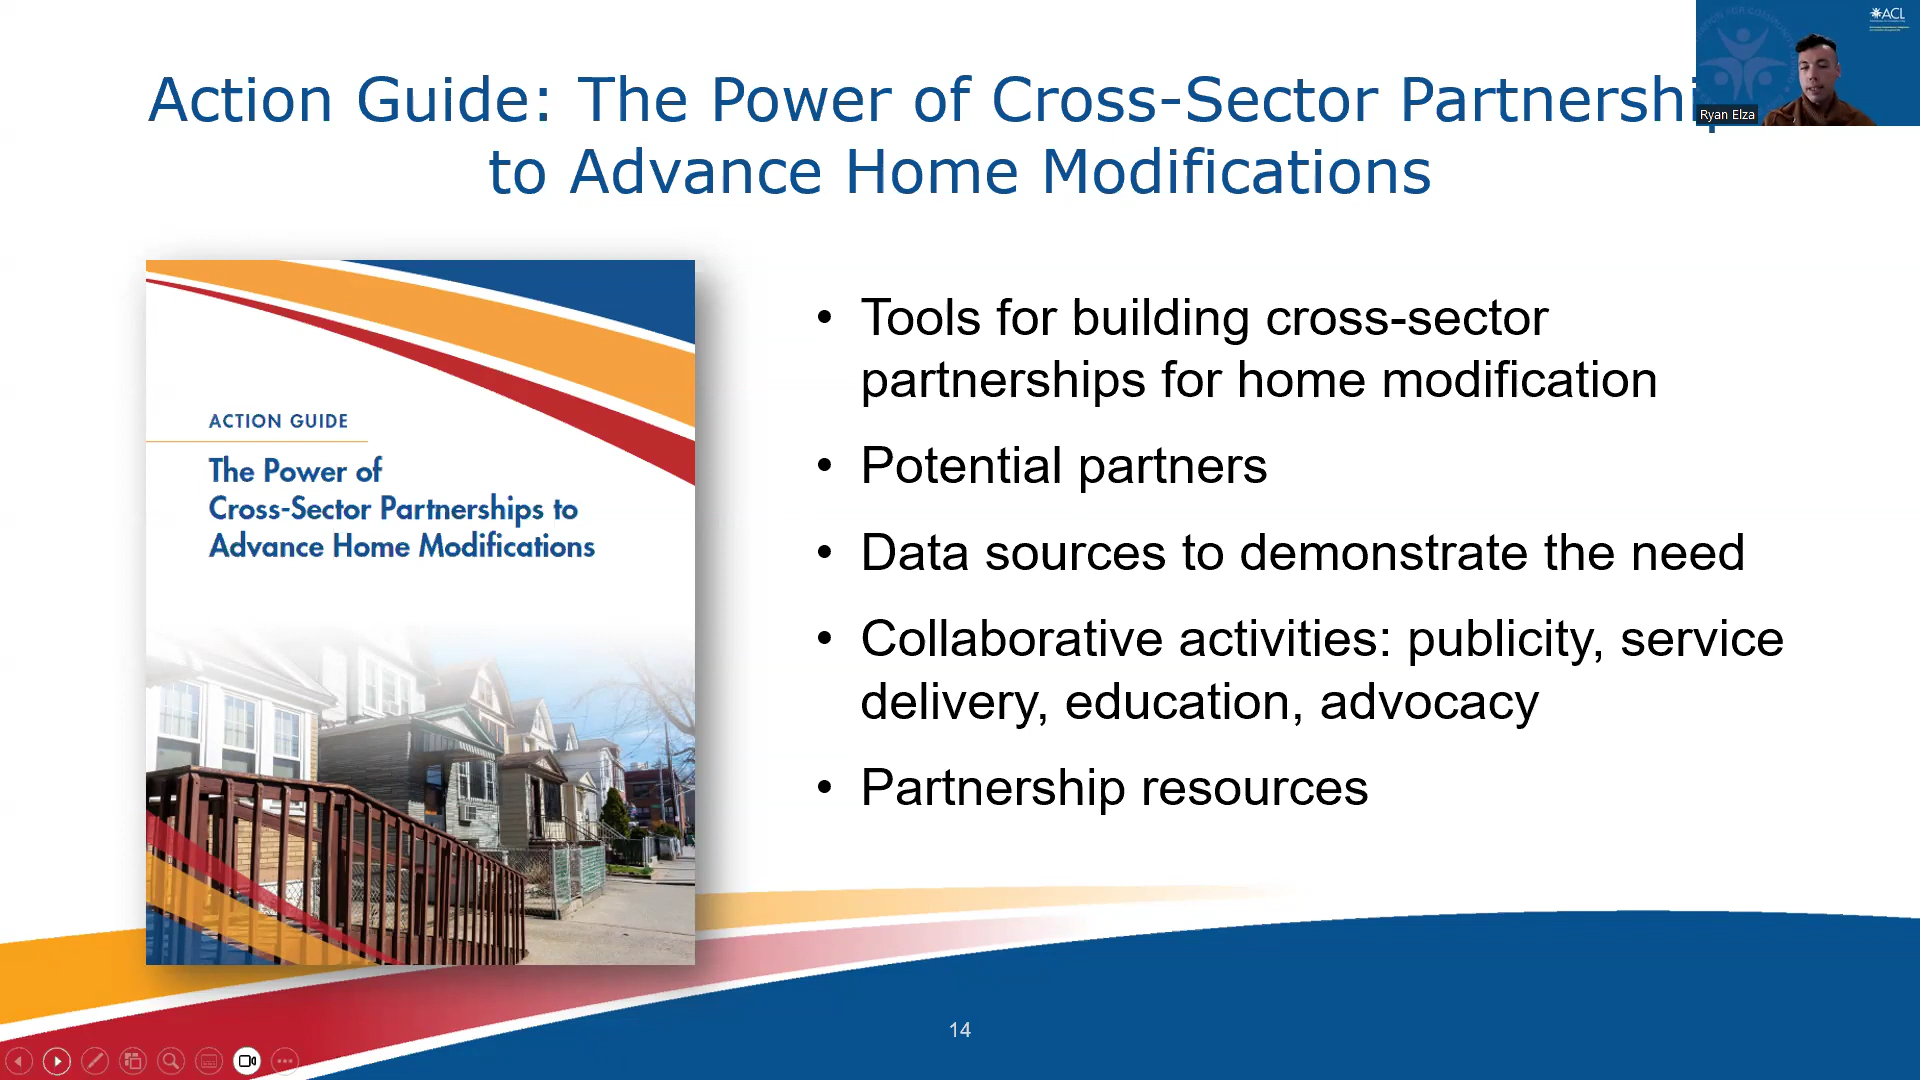 Action Guide: The Power of Cross-Sector Partnershi
to Advance Home Modifications
ACL
Ryan Elza
ACTION GUIDE
The Power of
Cross-Sector Partnerships to
Advance Home Modifications
• Tools for building cross-sector
partnerships for home modification
• Potential partners
• Data sources to demonstrate the need
• Collaborative activities: publicity, service
delivery, education, advocacy
• Partnership resources
14